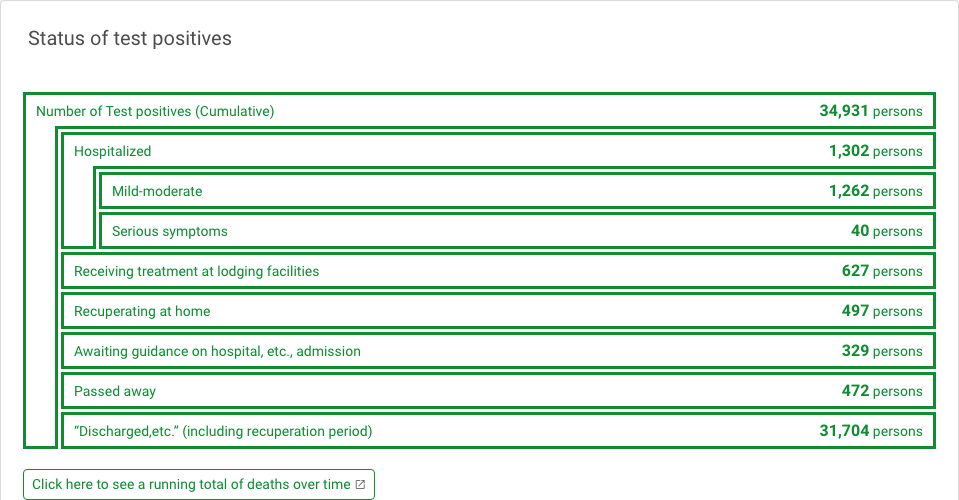 Status of test positives
Number of Test positives (Cumulative) 34,931 persons
Hospitalized 1,302 persons
Mild-moderate 1,262 persons
Serious symptoms 40 persons
Receiving treatment at lodging facilities 627 persons
Recuperating at home 497 persons
Awaiting guidance on hospital, etc., admission 329 persons
Passed away 472 persons
“Discharged,etc.” (including recuperation period) 31,704 persons
Click here to see a running total of deaths over time